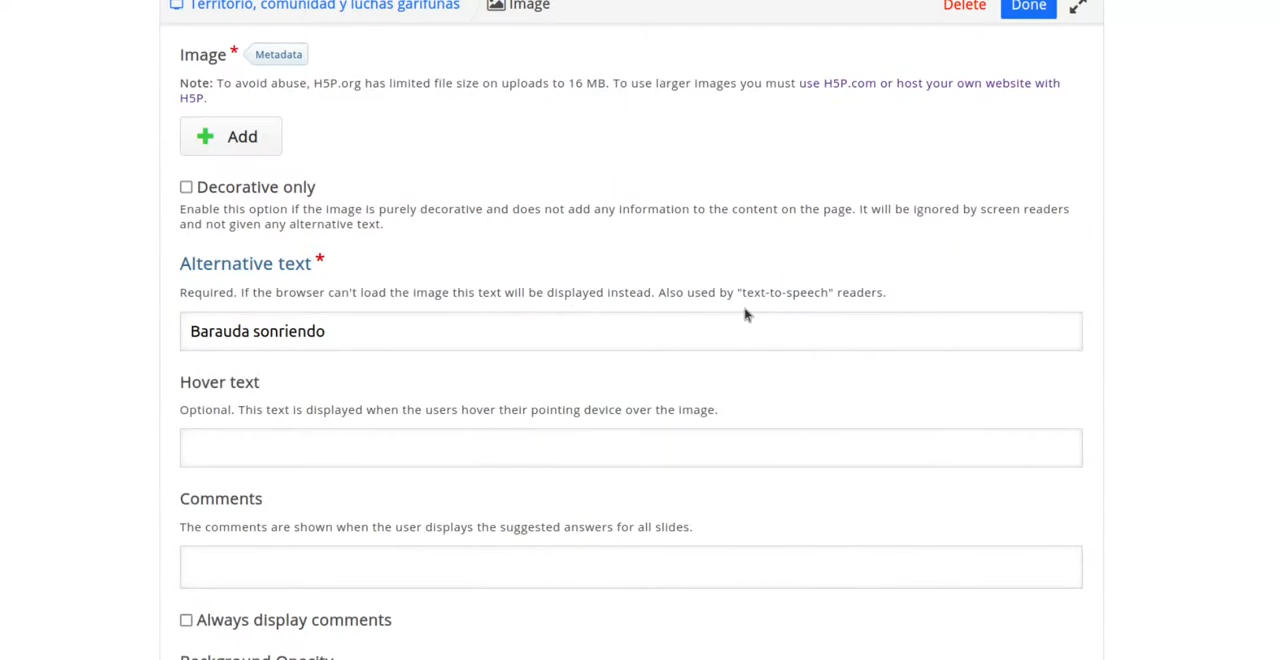 Territorio, comunidad y luchas garífunas Image Delete Done
Image * Metadata
Note: To avoid abuse, H5P.org has limited file size on uploads to 16 MB. To use larger images you must use H5P.com or host your own website with
H5P.
Add
Decorative only
Enable this option if the image is purely decorative and does not add any information to the content on the page. It will be ignored by screen readers
and not given any alternative text.
Alternative text *
Required. If the browser can't load the image this text will be displayed instead. Also used by "text-to-speech" readers.
Barauda sonriendo
Hover text
Optional. This text is displayed when the users hover their pointing device over the image.
Comments
The comments are shown when the user displays the suggested answers for all slides.
Always display comments
Background Opacity